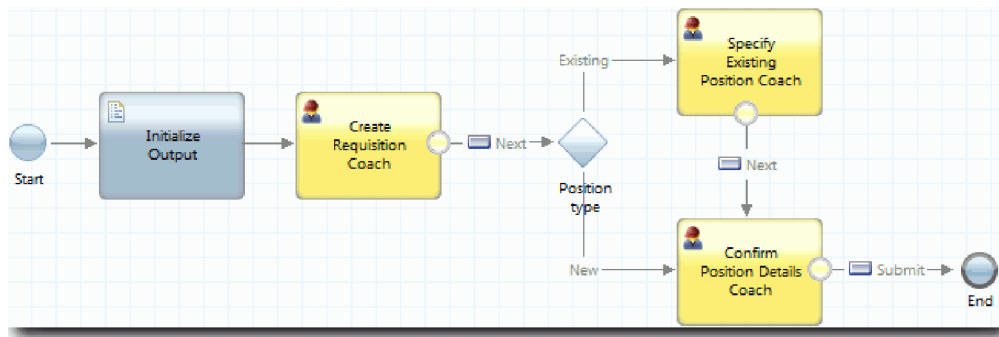 Start
Initialize
Output
Create
Requisition
Coach
Next
Position
type
Existing
New
Specify
Existing
Position Coach
Next
Confirm
Position Details
Coach
Submit
End